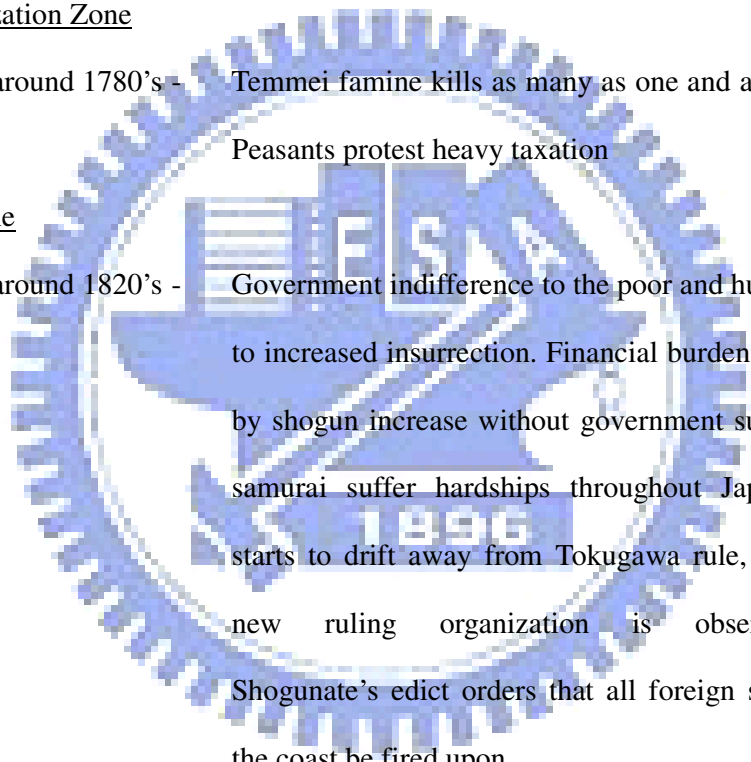 zation Zone
around 1780's - Temmei famine kills as many as one and a
Peasants protest heavy taxation
e
around 1820's - Government indifference to the poor and hu
to increased insurrection. Financial burden
by shogun increase without government su
samurai suffer hardships throughout Jap
starts to drift away from Tokugawa rule,
new ruling organization is obse
Shogunate's edict orders that all foreign s
the coast be fired upon
E S A
1996